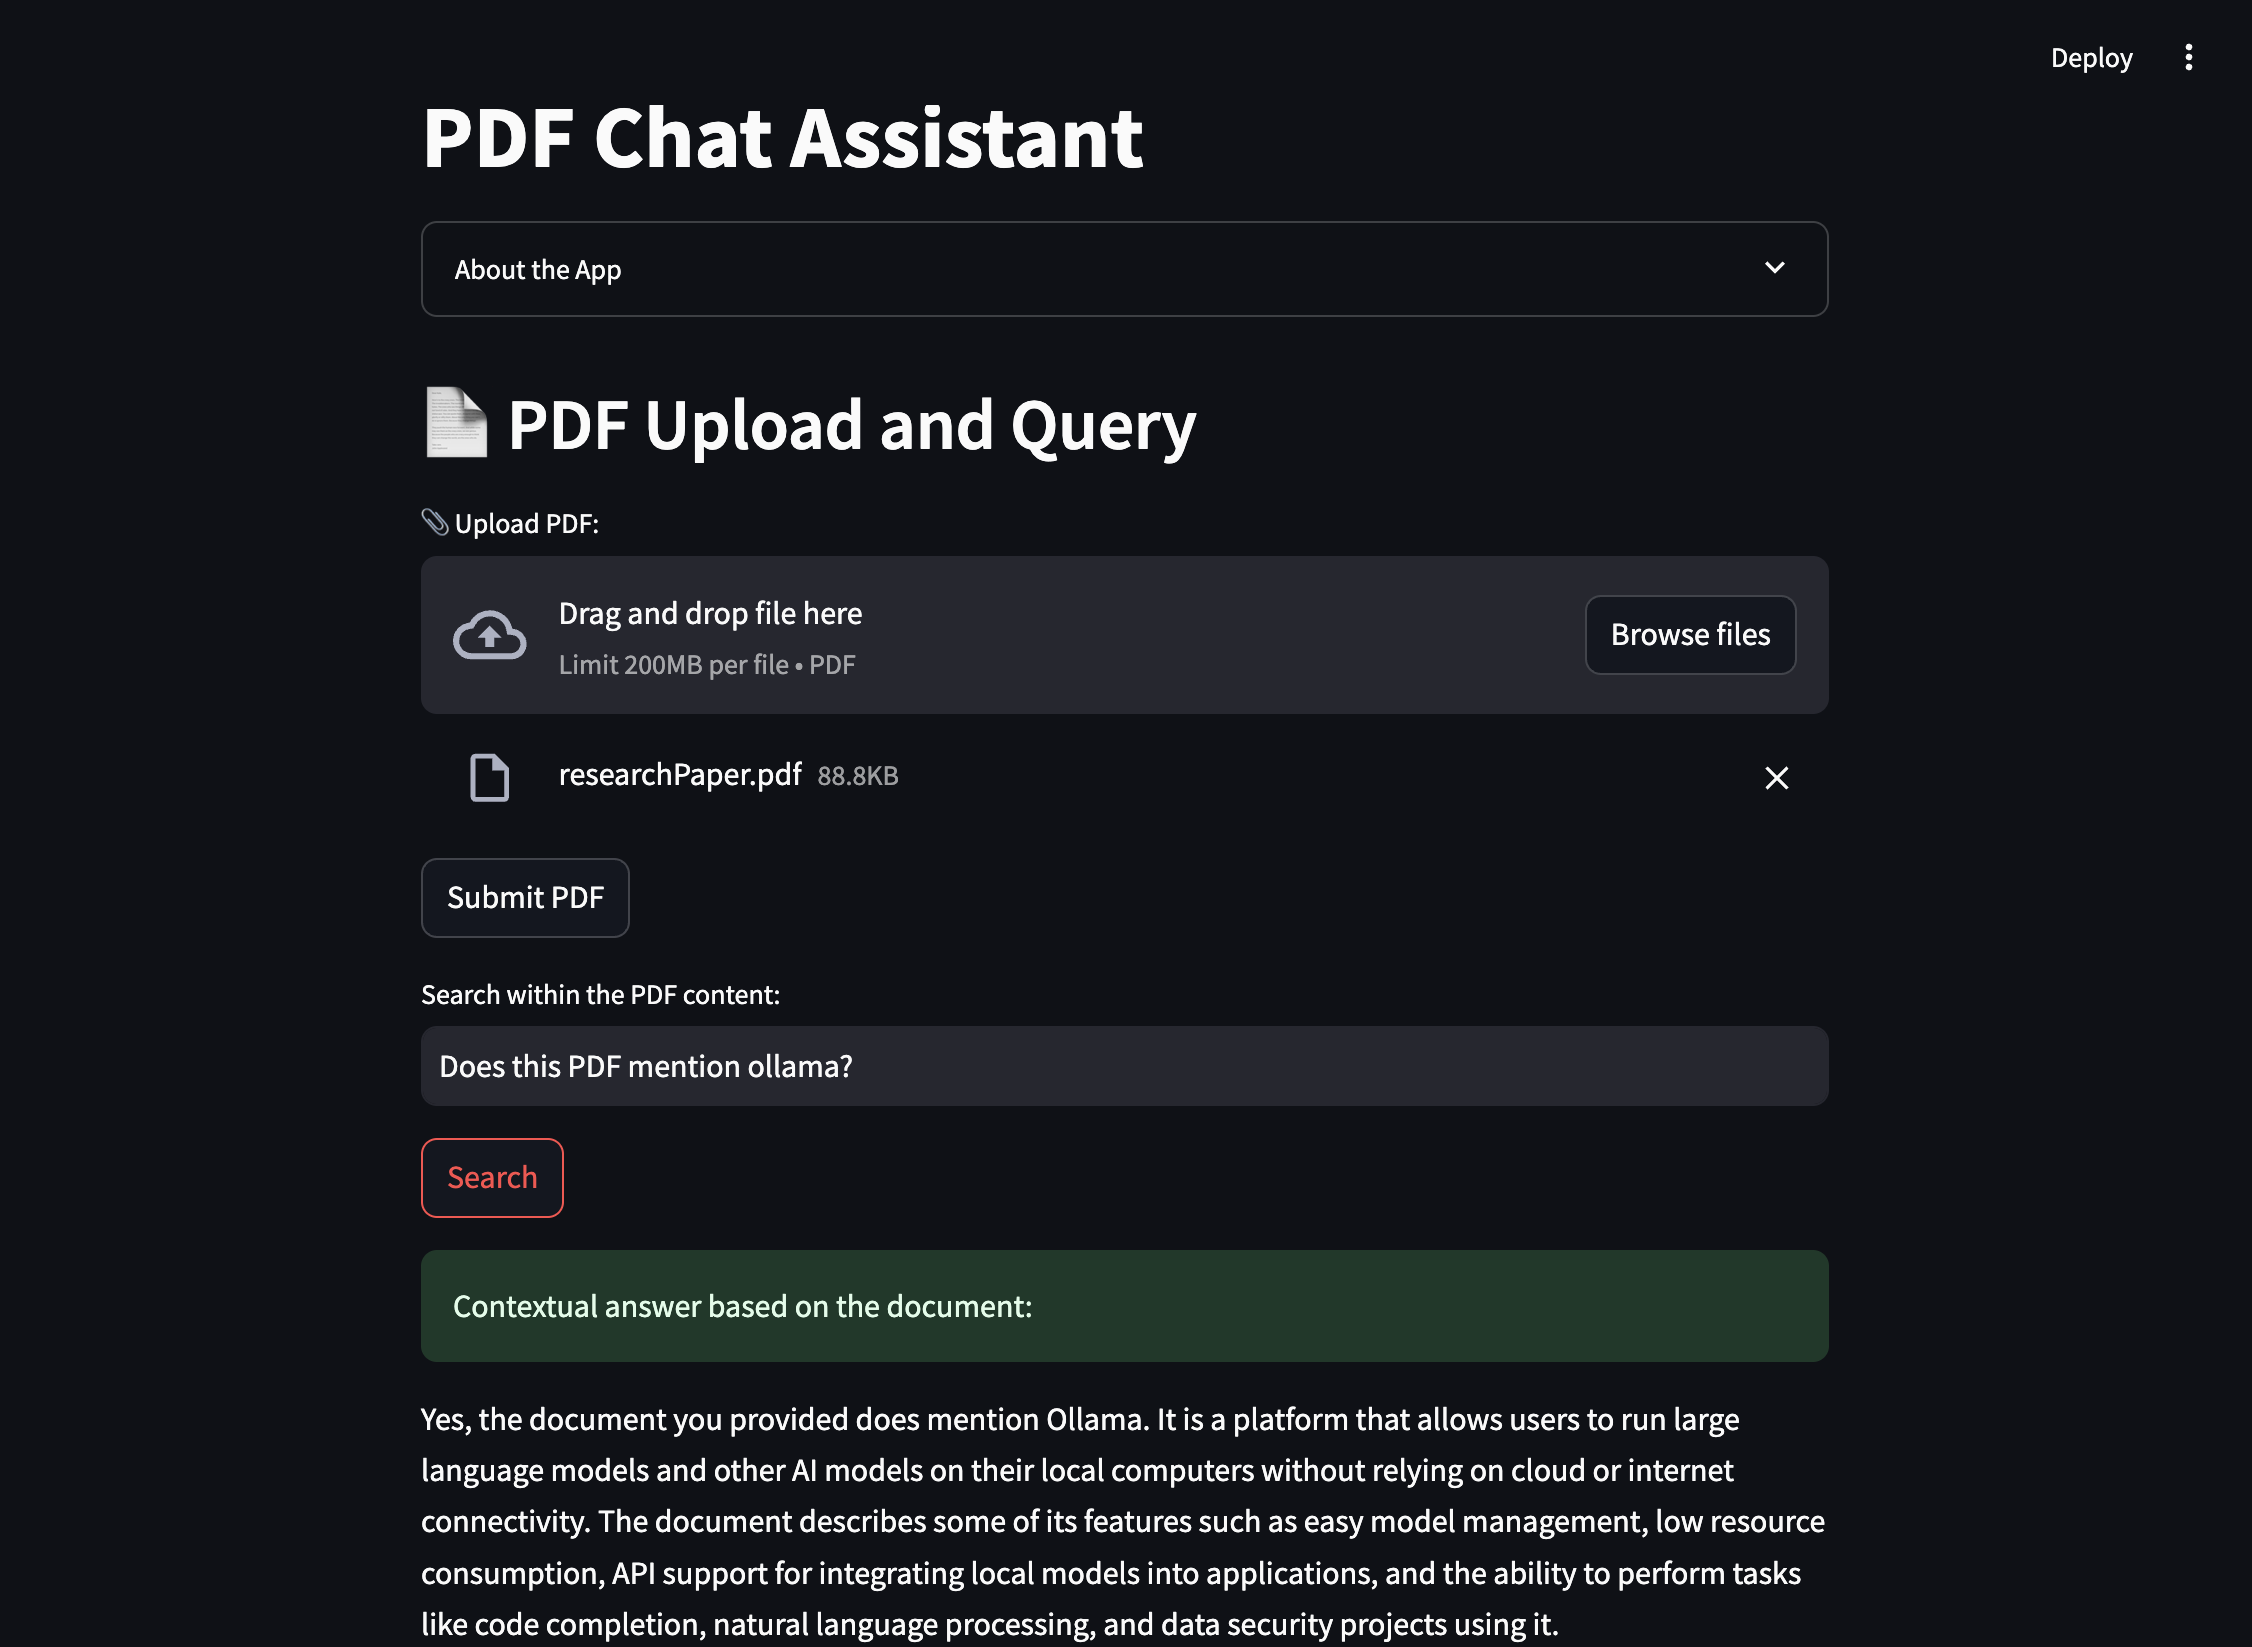 Deploy
PDF Chat Assistant
About the App
PDF Upload and Query
Upload PDF:
Drag and drop file here
Limit 200MB per file • PDF
Browse files
researchPaper.pdf 88.8KB
Submit PDF
Search within the PDF content:
Does this PDF mention ollama?
Search
Contextual answer based on the document:
Yes, the document you provided does mention Ollama. It is a platform that allows users to run large
language models and other AI models on their local computers without relying on cloud or internet
connectivity. The document describes some of its features such as easy model management, low resource
consumption, API support for integrating local models into applications, and the ability to perform tasks
like code completion, natural language processing, and data security projects using it.